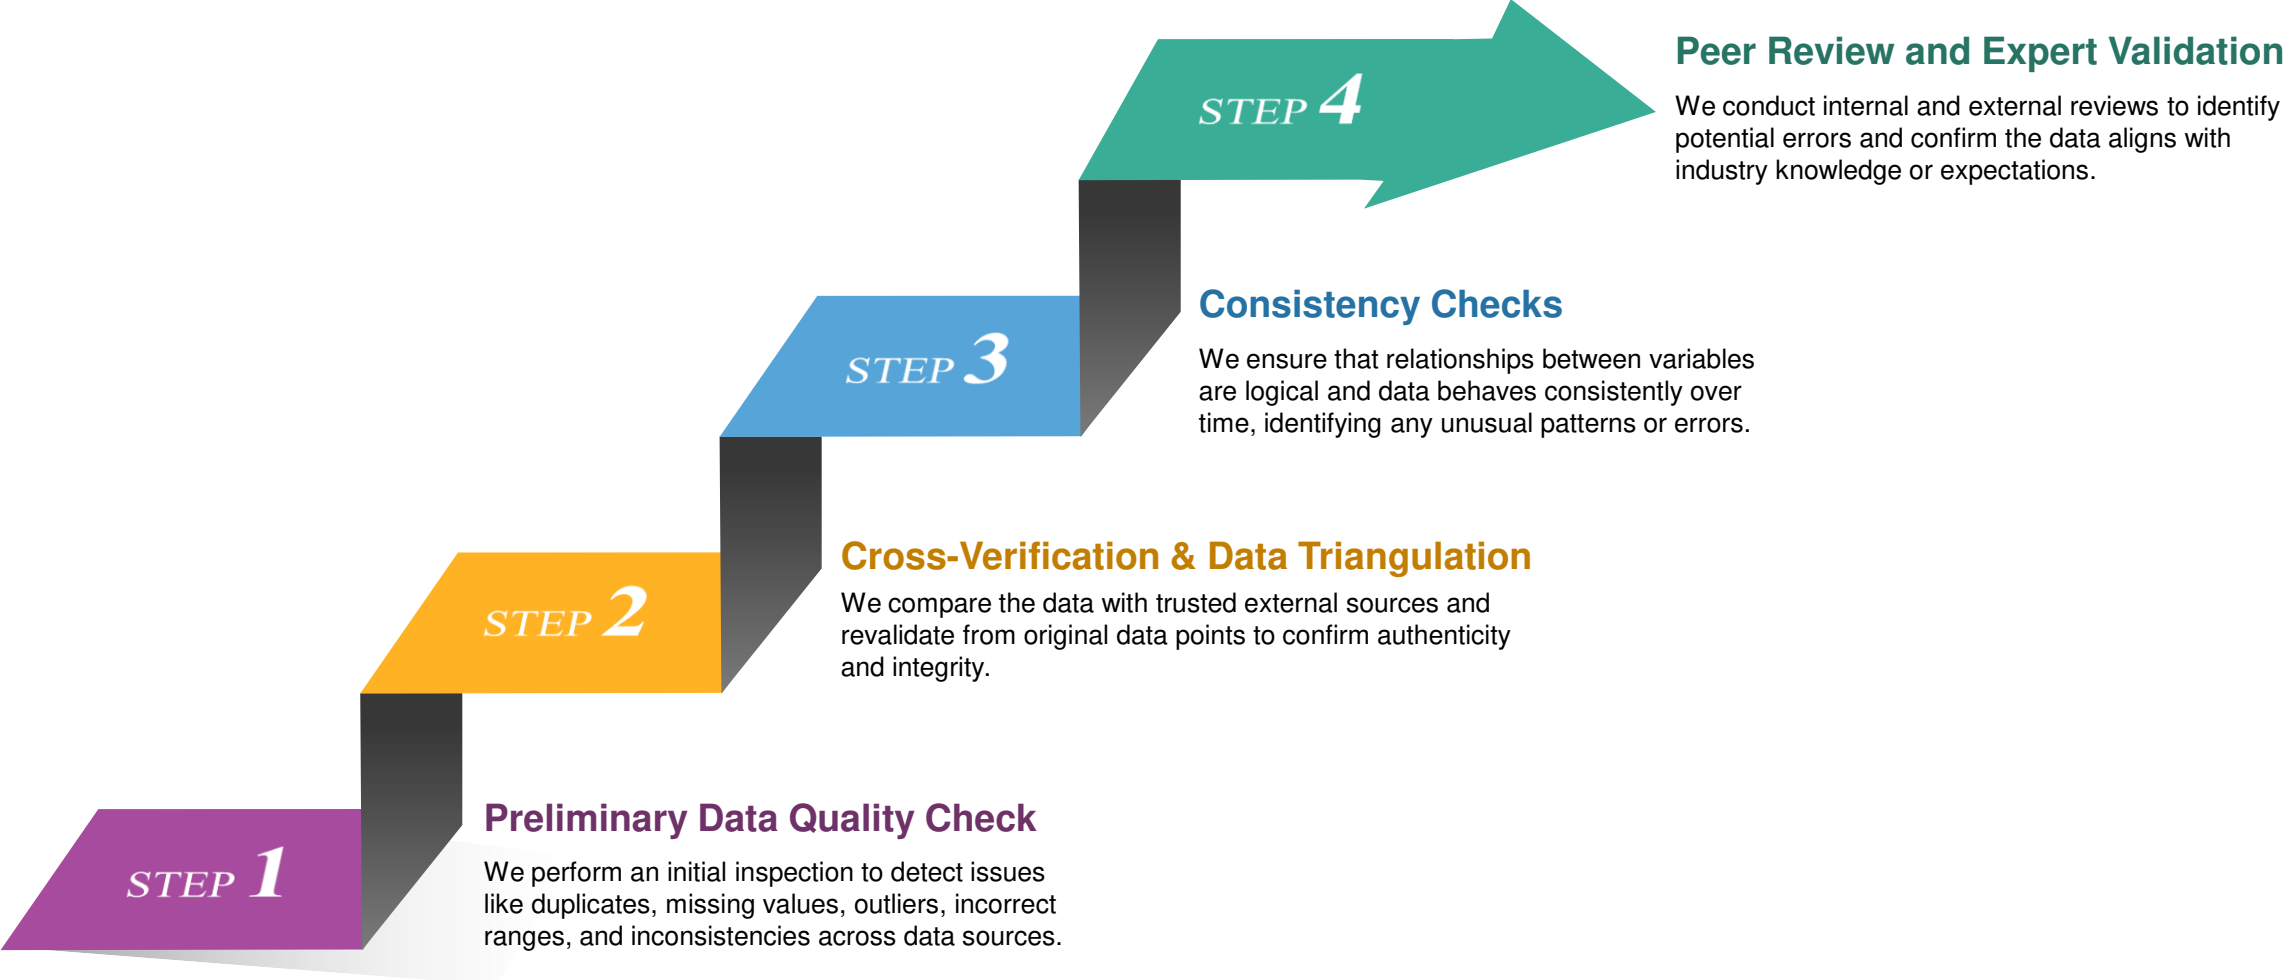 STEP 4
Peer Review and Expert Validation
We conduct internal and external reviews to identify
potential errors and confirm the data aligns with
industry knowledge or expectations.
STEP 3
Consistency Checks
We ensure that relationships between variables
are logical and data behaves consistently over
time, identifying any unusual patterns or errors.
STEP 2
Cross-Verification & Data Triangulation
We compare the data with trusted external sources and
revalidate from original data points to confirm authenticity
and integrity.
STEP 1
Preliminary Data Quality Check
We perform an initial inspection to detect issues
like duplicates, missing values, outliers, incorrect
ranges, and inconsistencies across data sources.